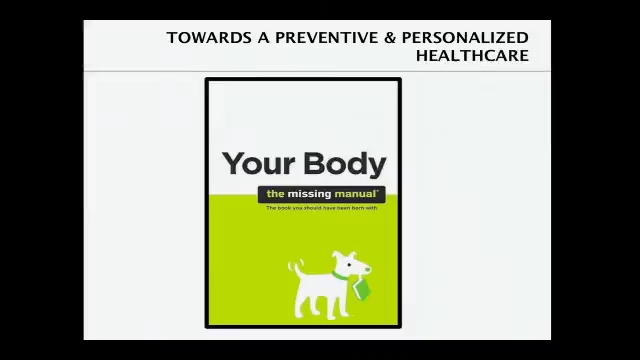 TOWARDS A PREVENTIVE & PERSONALIZED
HEALTHCARE
Your Body
the missing manual®
The book you should have been born with